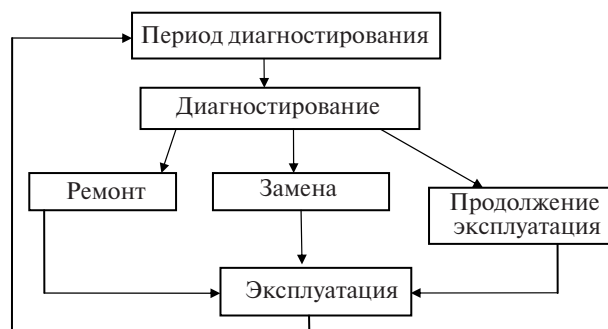 Период диагностирования
Диагностирование
Ремонт
Замена
Продолжение
эксплуатация
Эксплуатация